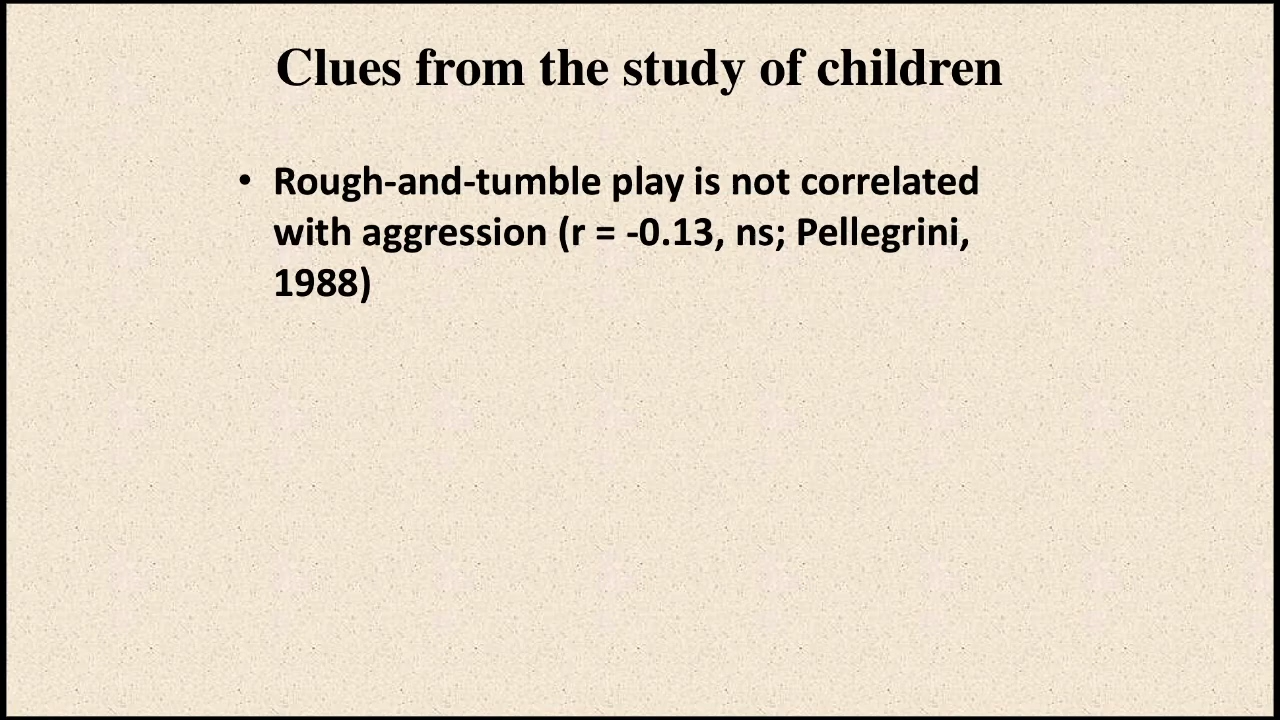 Clues from the study of children
• Rough-and-tumble play is not correlated
with aggression (r = -0.13, ns; Pellegrini,
1988)